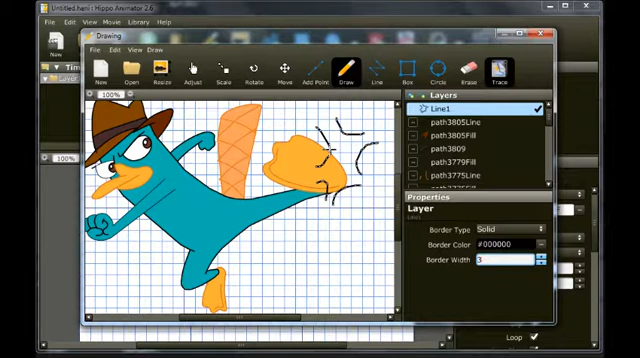 Untitled.hani : Hippo Animator 2.6
File Edit View Movie Library Help
Drawing
File Edit View Draw
New
New Open Resize Adjust Scale Rotate Move Add Point Draw Line Box Circle Erase Trace
100%
Layers
Line1
path3805Line
path3805Fill
path3809
path3779Fill
path3775Line
Properties
Layer
Line1
Border Type Solid
Border Color #000000
Border Width 3
100%
Loop